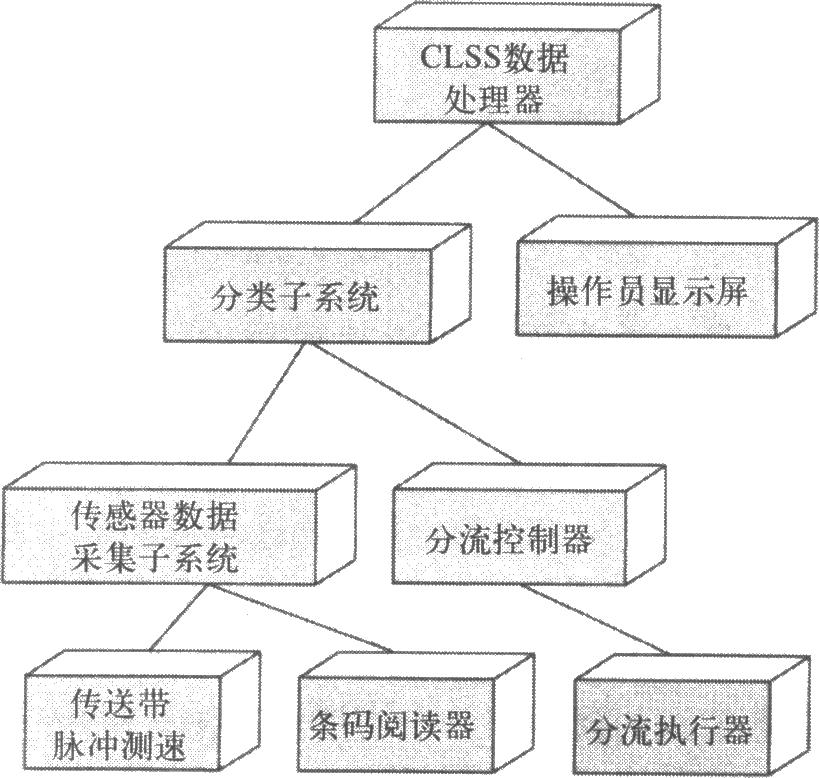 CLSS数据
处理器
分类子系统
操作员显示屏
传感器数据
采集子系统
分流控制器
传送带
脉冲测速
条码阅读器
分流执行器